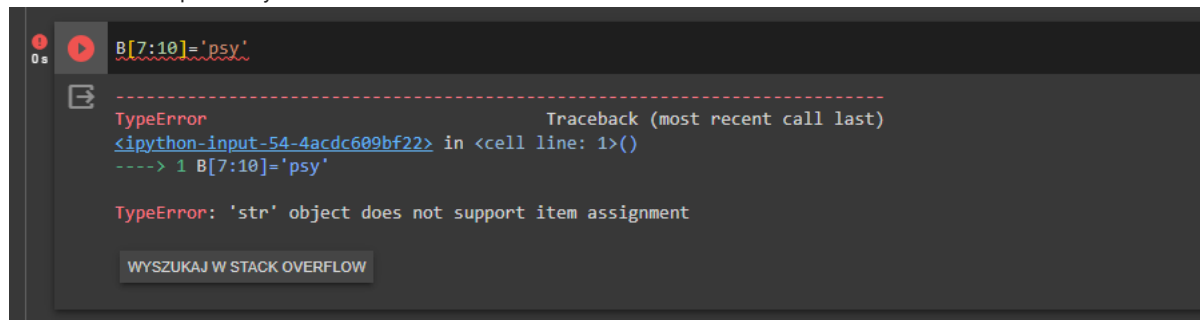 B[7:10]='psy'
0 s
---------------------------------------------------------------------------
TypeError Traceback (most recent call last)
<ipython-input-54-4acdc609bf22> in <cell line: 1>()
----> 1 B[7:10]='psy'
TypeError: 'str' object does not support item assignment
WYSZUKAJ W STACK OVERFLOW